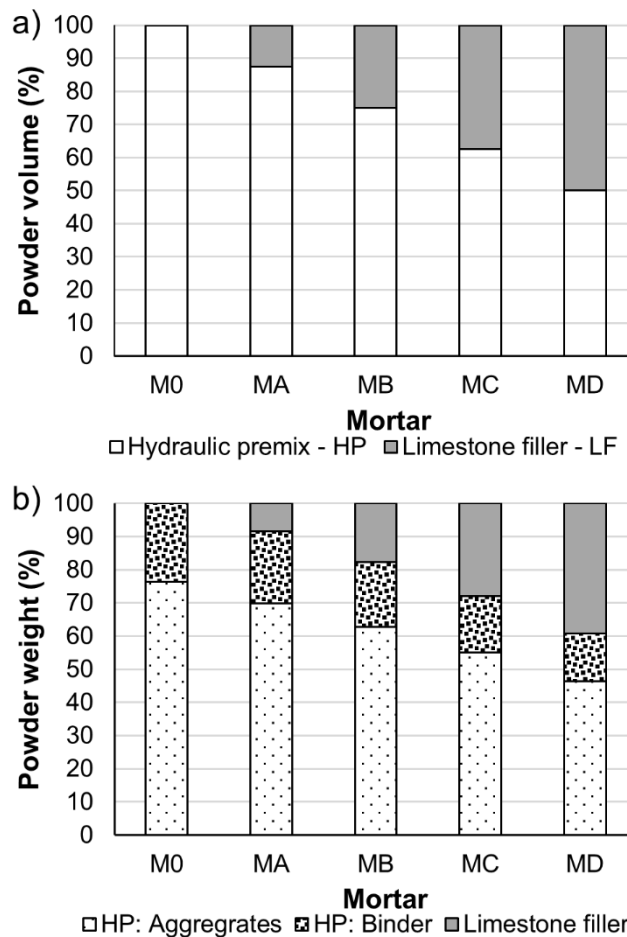 a)
100
90
80
70
60
50
40
30
20
10
0
Powder volume (%)
M0 MA MB MC MD
Mortar
Hydraulic premix - HP Limestone filler - LF
b)
100
90
80
70
60
50
40
30
20
10
0
Powder weight (%)
M0 MA MB MC MD
Mortar
HP: Aggregrates HP: Binder Limestone filler